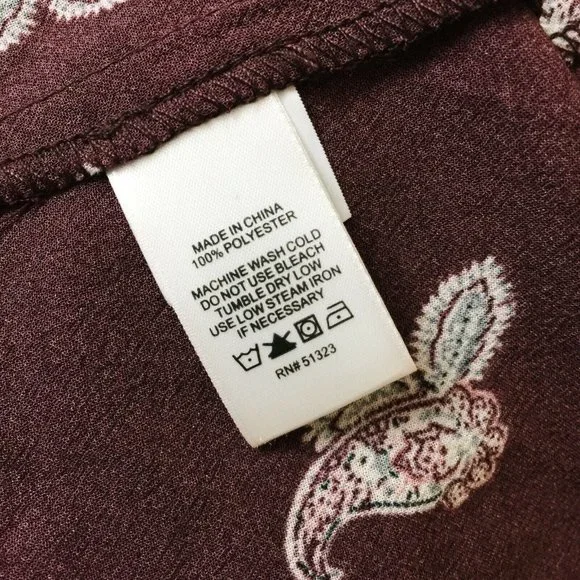 MADE IN CHINA
100% POLYESTER
MACHINE WASH COLD
DO NOT USE BLEACH
TUMBLE DRY LOW
USE LOW STEAM IRON
IF NECESSARY
RN# 51323